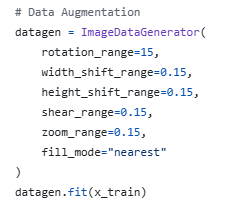 # Data Augmentation
datagen = ImageDataGenerator(
    rotation_range=15,
    width_shift_range=0.15,
    height_shift_range=0.15,
    shear_range=0.15,
    zoom_range=0.15,
    fill_mode="nearest"
)
datagen.fit(x_train)